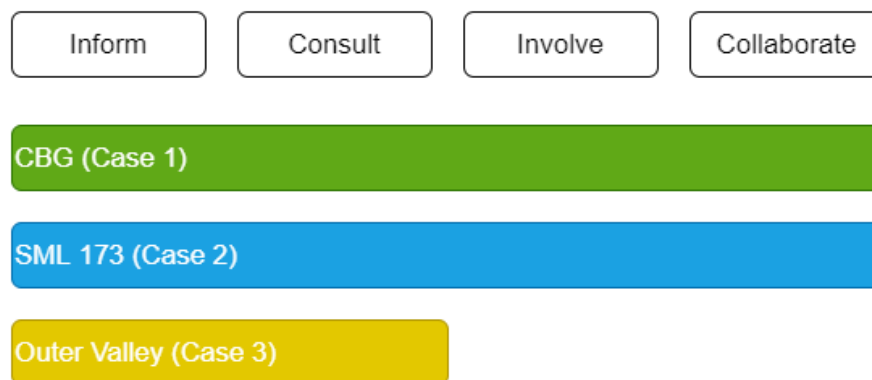 Inform Consult Involve Collaborate
CBG (Case 1)
SML 173 (Case 2)
Outer Valley (Case 3)